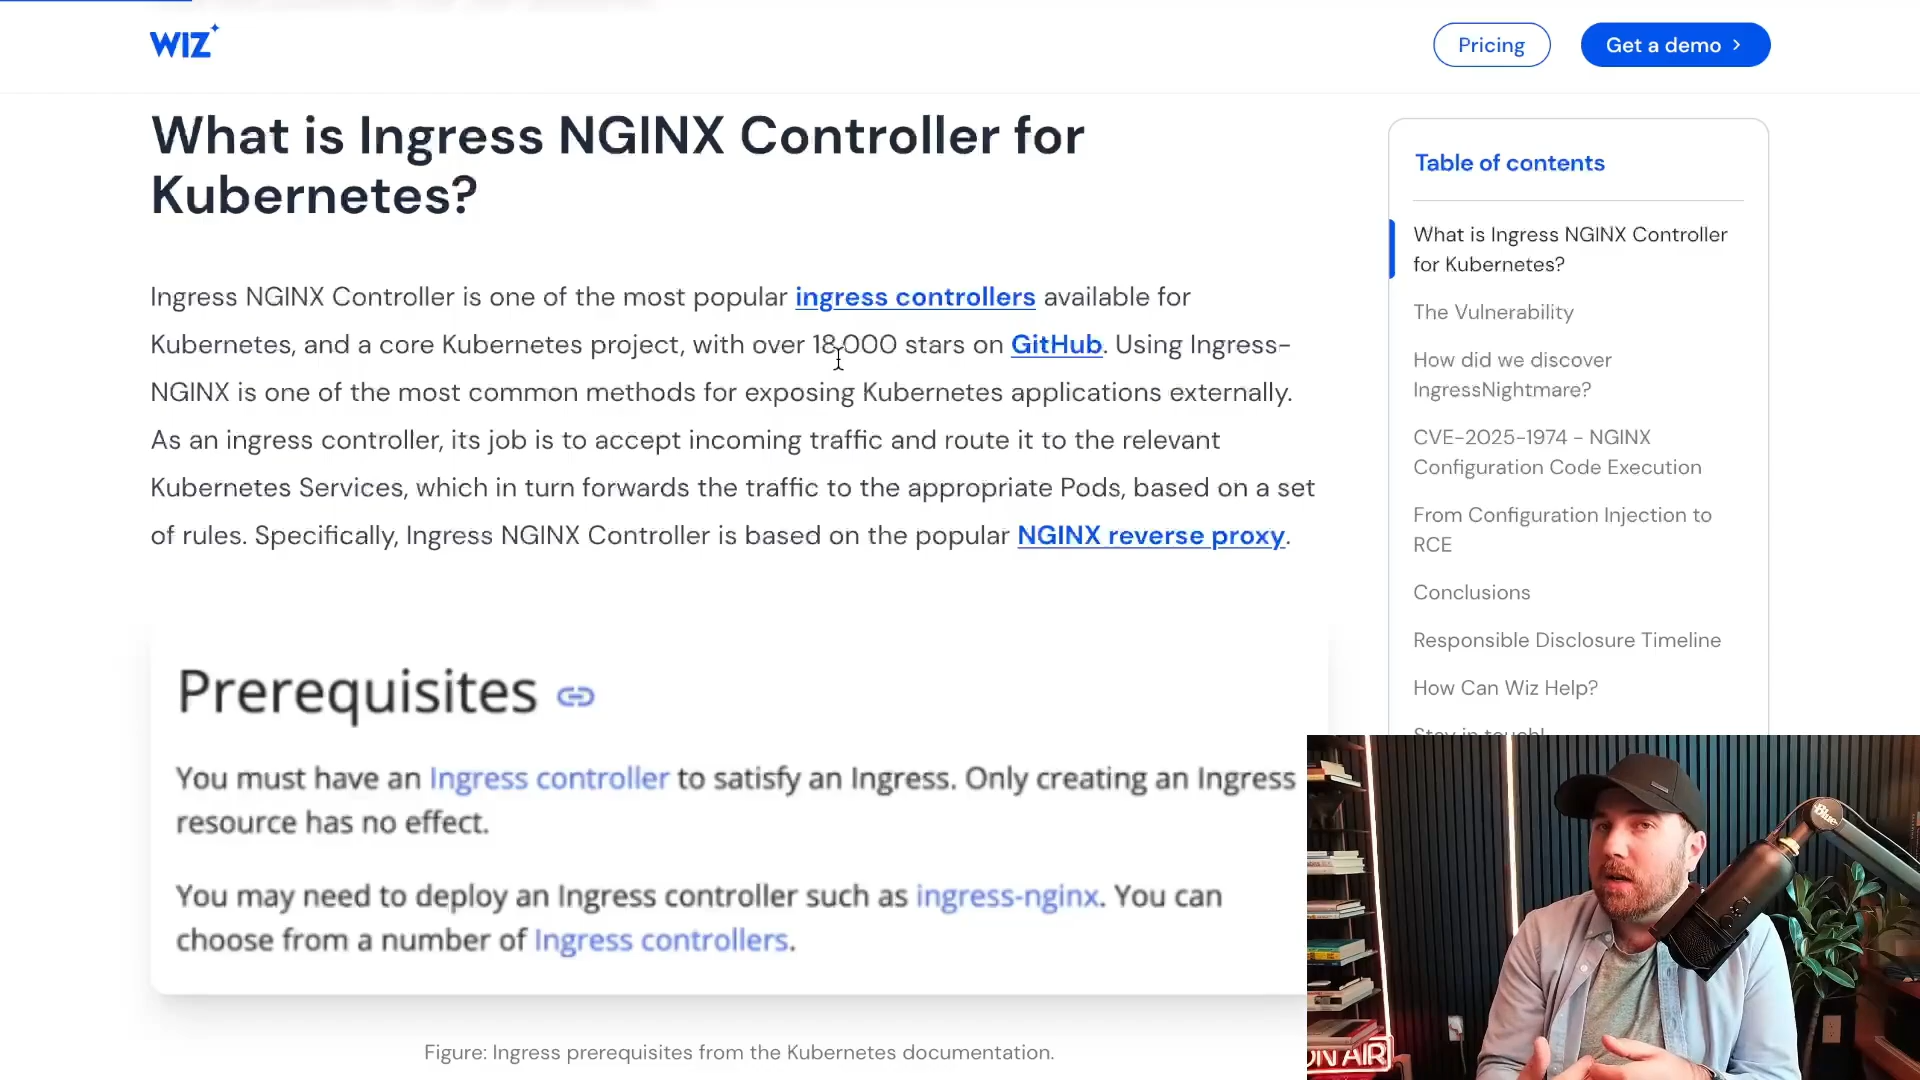 WIZ
Pricing
Get a demo
What is Ingress NGINX Controller for
Kubernetes?
Ingress NGINX Controller is one of the most popular ingress controllers available for
Kubernetes, and a core Kubernetes project, with over 18,000 stars on GitHub. Using Ingress-
NGINX is one of the most common methods for exposing Kubernetes applications externally.
As an ingress controller, its job is to accept incoming traffic and route it to the relevant
Kubernetes Services, which in turn forwards the traffic to the appropriate Pods, based on a set
of rules. Specifically, Ingress NGINX Controller is based on the popular NGINX reverse proxy.
Prerequisites
You must have an Ingress controller to satisfy an Ingress. Only creating an Ingress
resource has no effect.
You may need to deploy an Ingress controller such as ingress-nginx. You can
choose from a number of Ingress controllers.
Figure: Ingress prerequisites from the Kubernetes documentation.
Table of contents
What is Ingress NGINX Controller
for Kubernetes?
The Vulnerability
How did we discover
IngressNightmare?
CVE-2025-1974 - NGINX
Configuration Code Execution
From Configuration Injection to
RCE
Conclusions
Responsible Disclosure Timeline
How Can Wiz Help?
Stay in touch!
Blue
ON AIR